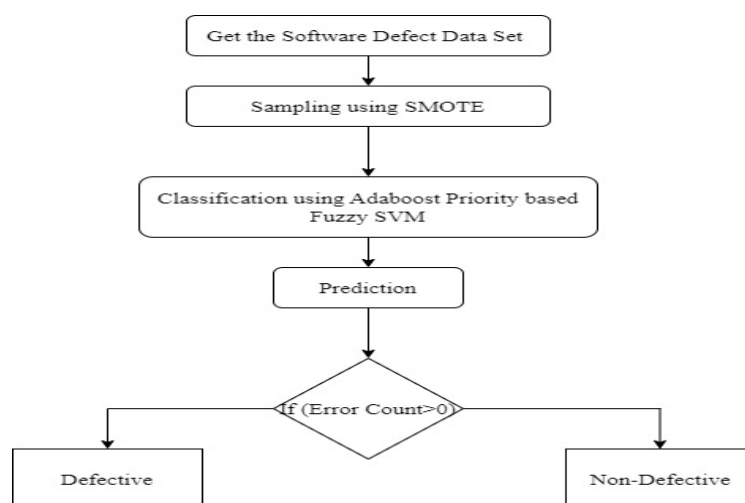 Get the Software Defect Data Set
Sampling using SMOTE
Classification using Adaboost Priority based
Fuzzy SVM
Prediction
If (Error Count>0)
Defective
Non-Defective